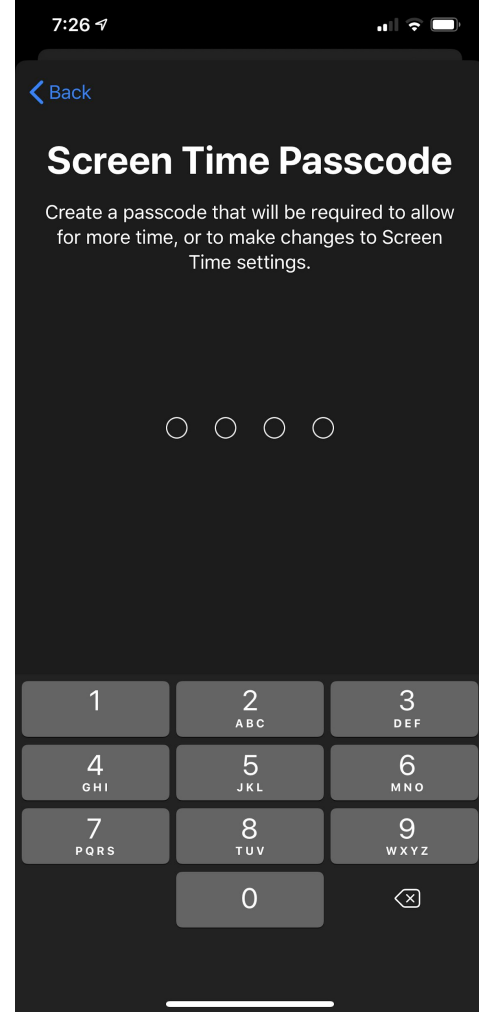 7:26
Back
Screen Time Passcode
Create a passcode that will be required to allow
for more time, or to make changes to Screen
Time settings.
1 2 3
ABC DEF
4 5 6
GHI JKL MNO
7 8 9
PQRS TUV WXYZ
0